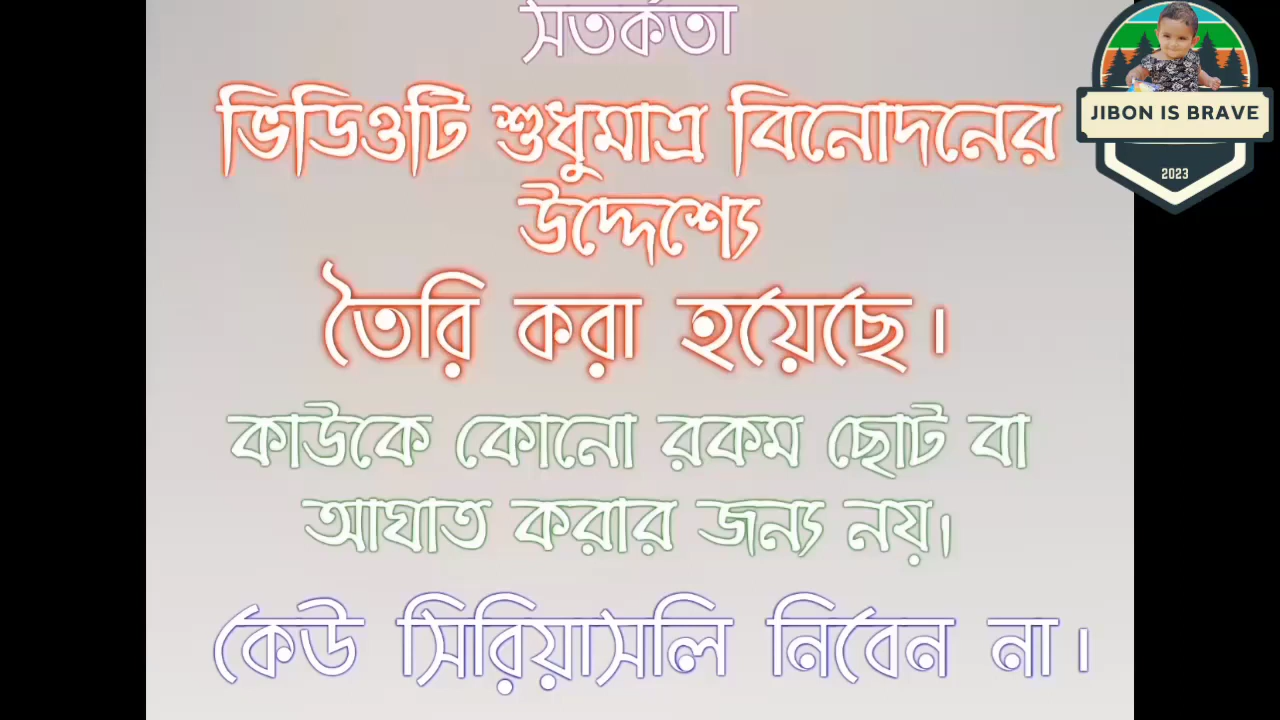 সতর্কতা
ভিডিওটি শুধুমাত্র বিনোদনের
উদ্দেশ্যে
তৈরি করা হয়েছে।
কাউকে কোনো রকম ছোট বা
আঘাত করার জন্য নয়।
কেউ সিরিয়াসলি নিবেন না।
JIBON IS BRAVE
2023